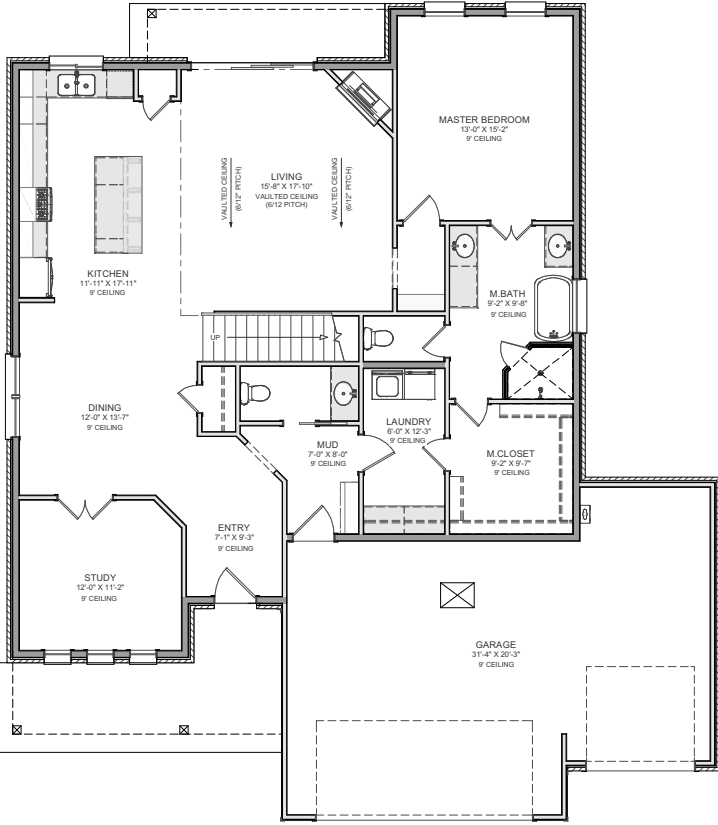 MASTER BEDROOM
13'-0" X 15'-2"
9' CEILING
LIVING
15'-8" X 17'-10"
VAULTED CEILING
(6/12 PITCH)
VAULTED CEILING
(6/12" PITCH)
VAULTED CEILING
(6/12" PITCH)
KITCHEN
11'-11" X 17'-11"
9' CEILING
M.BATH
9'-2" X 9'-8"
9' CEILING
UP
DINING
12'-0" X 13'-7"
9' CEILING
LAUNDRY
6'-0" X 12'-3"
9' CEILING
MUD
7'-0" X 8'-0"
9' CEILING
M.CLOSET
9'-2" X 9'-7"
9' CEILING
ENTRY
7'-1" X 9'-3"
9' CEILING
STUDY
12'-0" X 11'-2"
9' CEILING
GARAGE
31'-4" X 20'-3"
9' CEILING